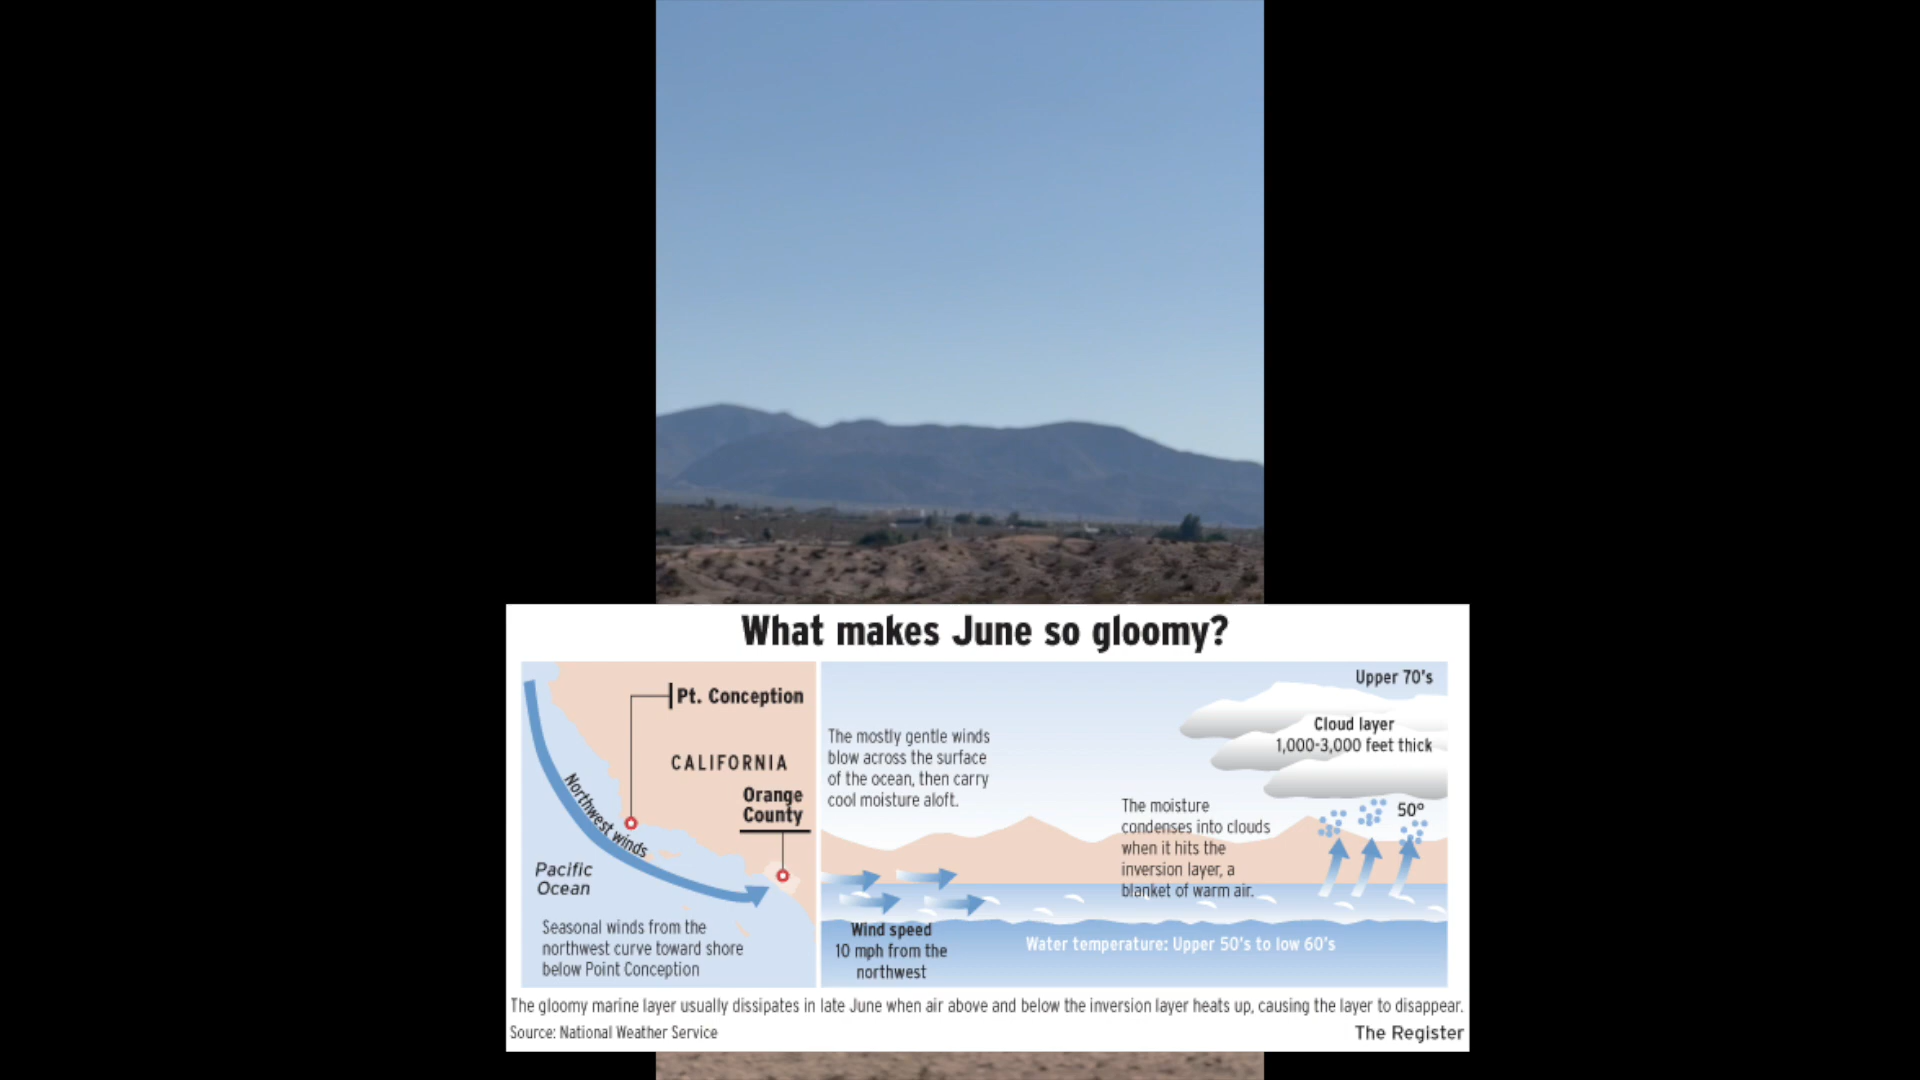 What makes June so gloomy?
Pt. Conception
CALIFORNIA
Orange
County
Northwest winds
Pacific
Ocean
Seasonal winds from the
northwest curve toward shore
below Point Conception
The mostly gentle winds
blow across the surface
of the ocean, then carry
cool moisture aloft.
Wind speed
10 mph from the
northwest
Upper 70's
Cloud layer
1,000-3,000 feet thick
50°
The moisture
condenses into clouds
when it hits the
inversion layer, a
blanket of warm air.
Water temperature: Upper 50's to low 60's
The gloomy marine layer usually dissipates in late June when air above and below the inversion layer heats up, causing the layer to disappear.
Source: National Weather Service
The Register